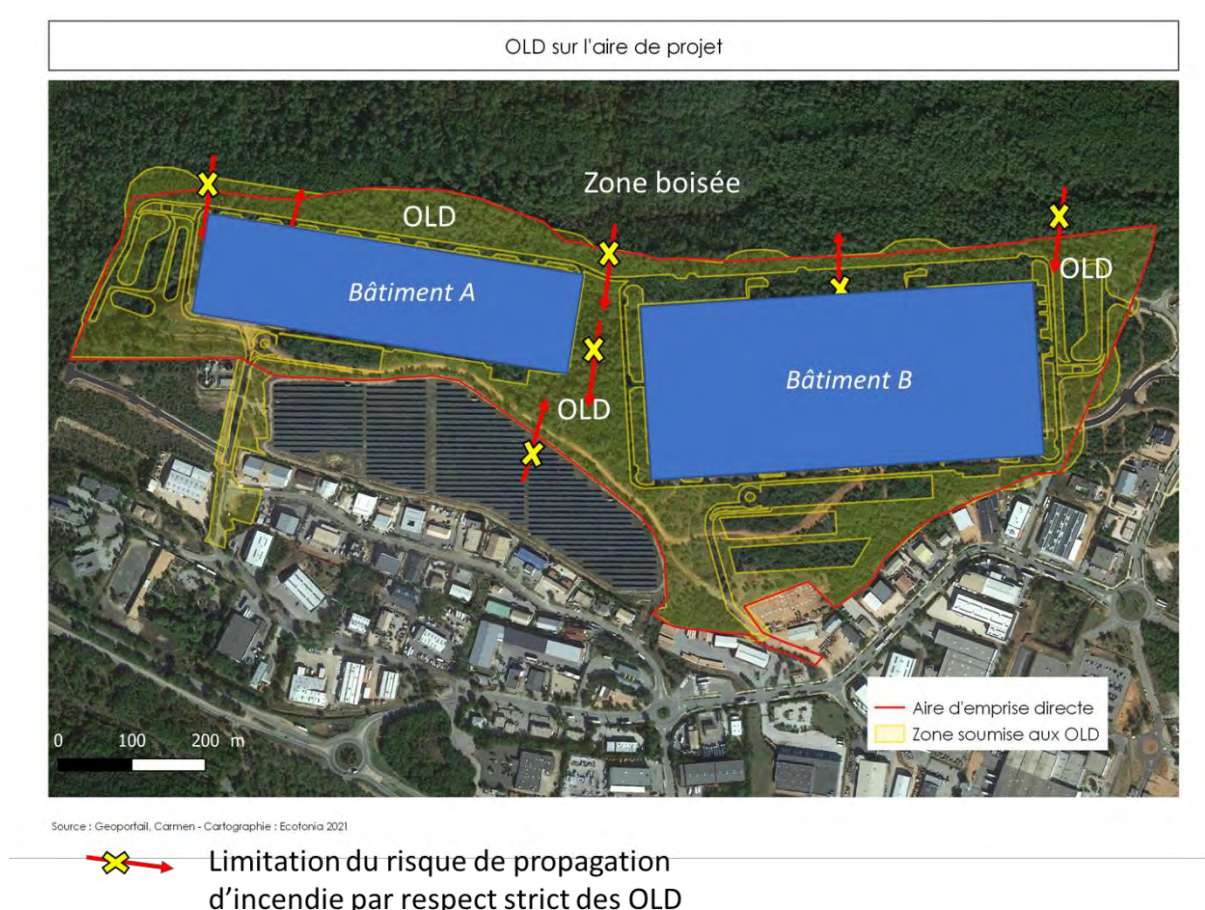 OLD sur l'aire de projet
Zone boisée
OLD
OLD
Bâtiment A
Bâtiment B
OLD
Aire d'emprise directe
Zone soumise aux OLD
0 100 200 m
Source : Geoportail, Carmen - Cartographie : Ecotonia 2021
Limitation du risque de propagation
d'incendie par respect strict des OLD